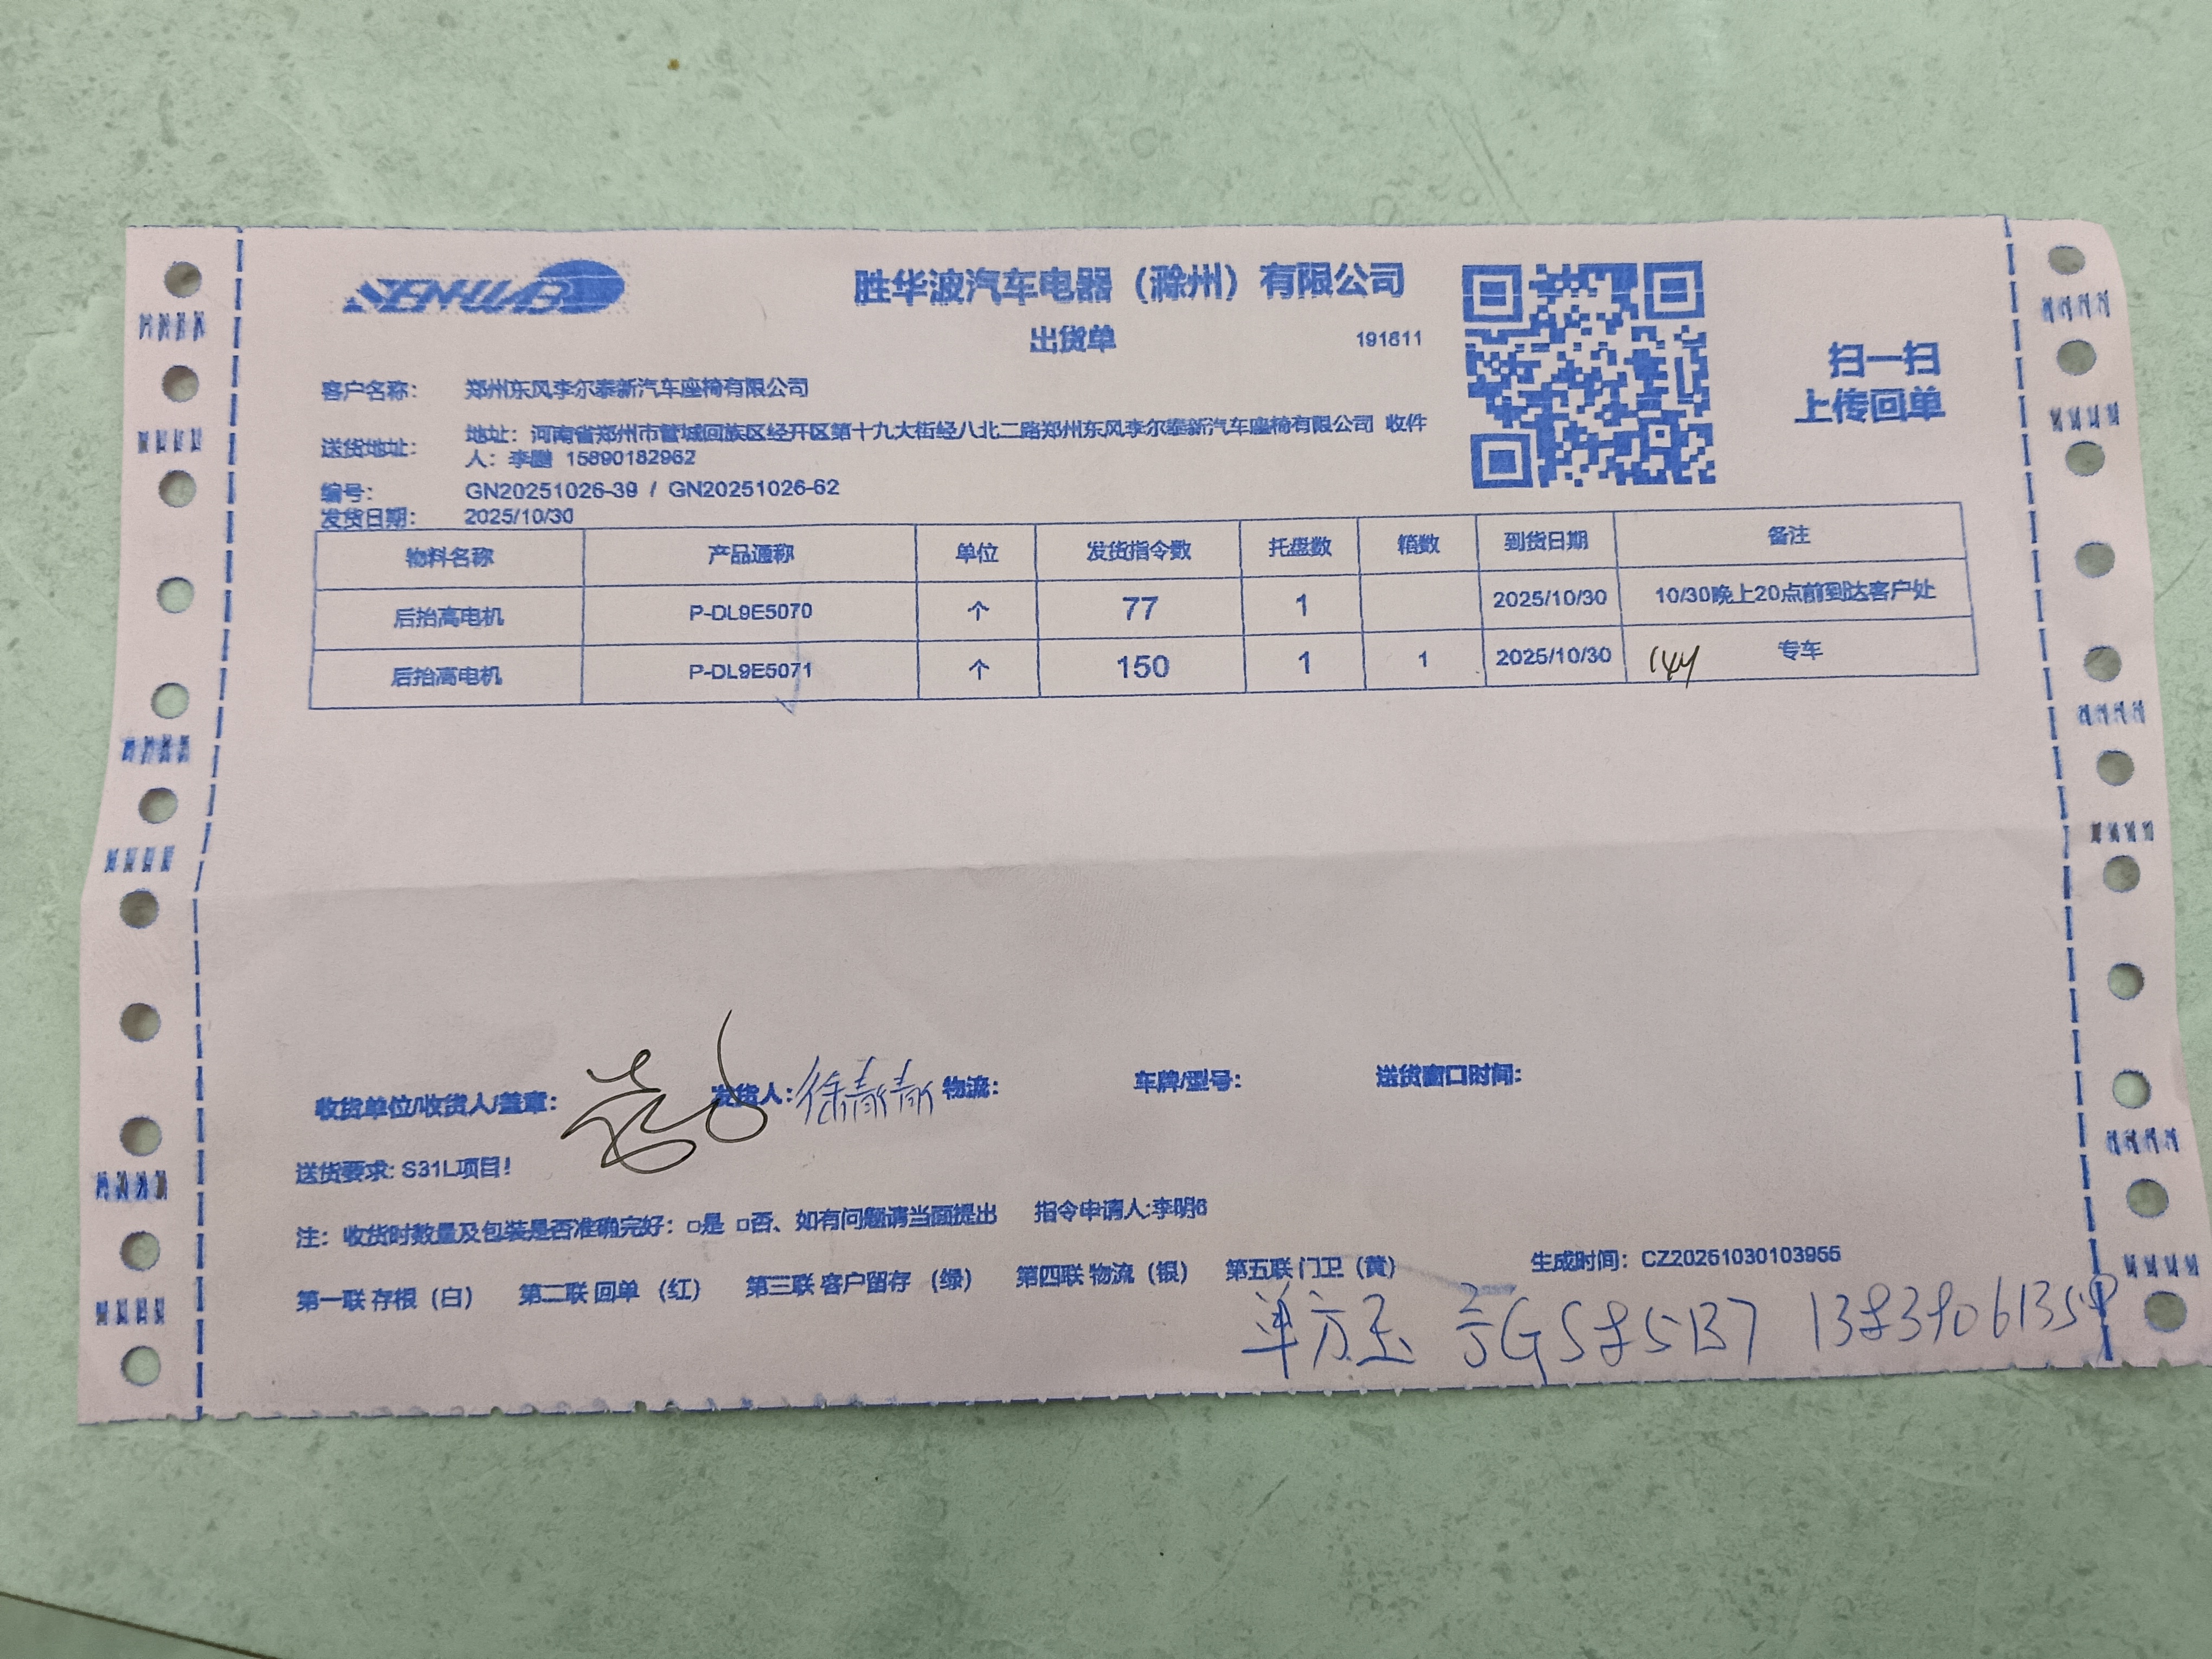 胜华波汽车电器（滁州）有限公司
出货单 191811
扫一扫
上传回单
客户名称： 郑州东风李尔泰新汽车座椅有限公司
送货地址： 地址：河南省郑州市管城回族区经开区第十九大街经八北二路郑州东风李尔泰新汽车座椅有限公司 收件
人：李鹏 15890182962
编号： GN20251026-39 / GN20251026-62
发货日期： 2025/10/30
物料名称 产品通称 单位 发货指令数 托盘数 箱数 到货日期 备注
后抬高电机 P-DL9E5070 个 77 1 2025/10/30 10/30晚上20点前到达客户处
后抬高电机 P-DL9E5071 个 150 1 1 2025/10/30 144 专车
收货单位/收货人/盖章： 发货人：徐 物流： 车牌/型号： 送货窗口时间：
送货要求: S31L项目！
注： 收货时数量及包装是否准确完好：□是 □否、如有问题请当面提出 指令申请人:李明6
第一联 存根（白） 第二联 回单 （红） 第三联 客户留存 （绿） 第四联 物流（银） 第五联 门卫（黄） 生成时间： CZ20251030103955